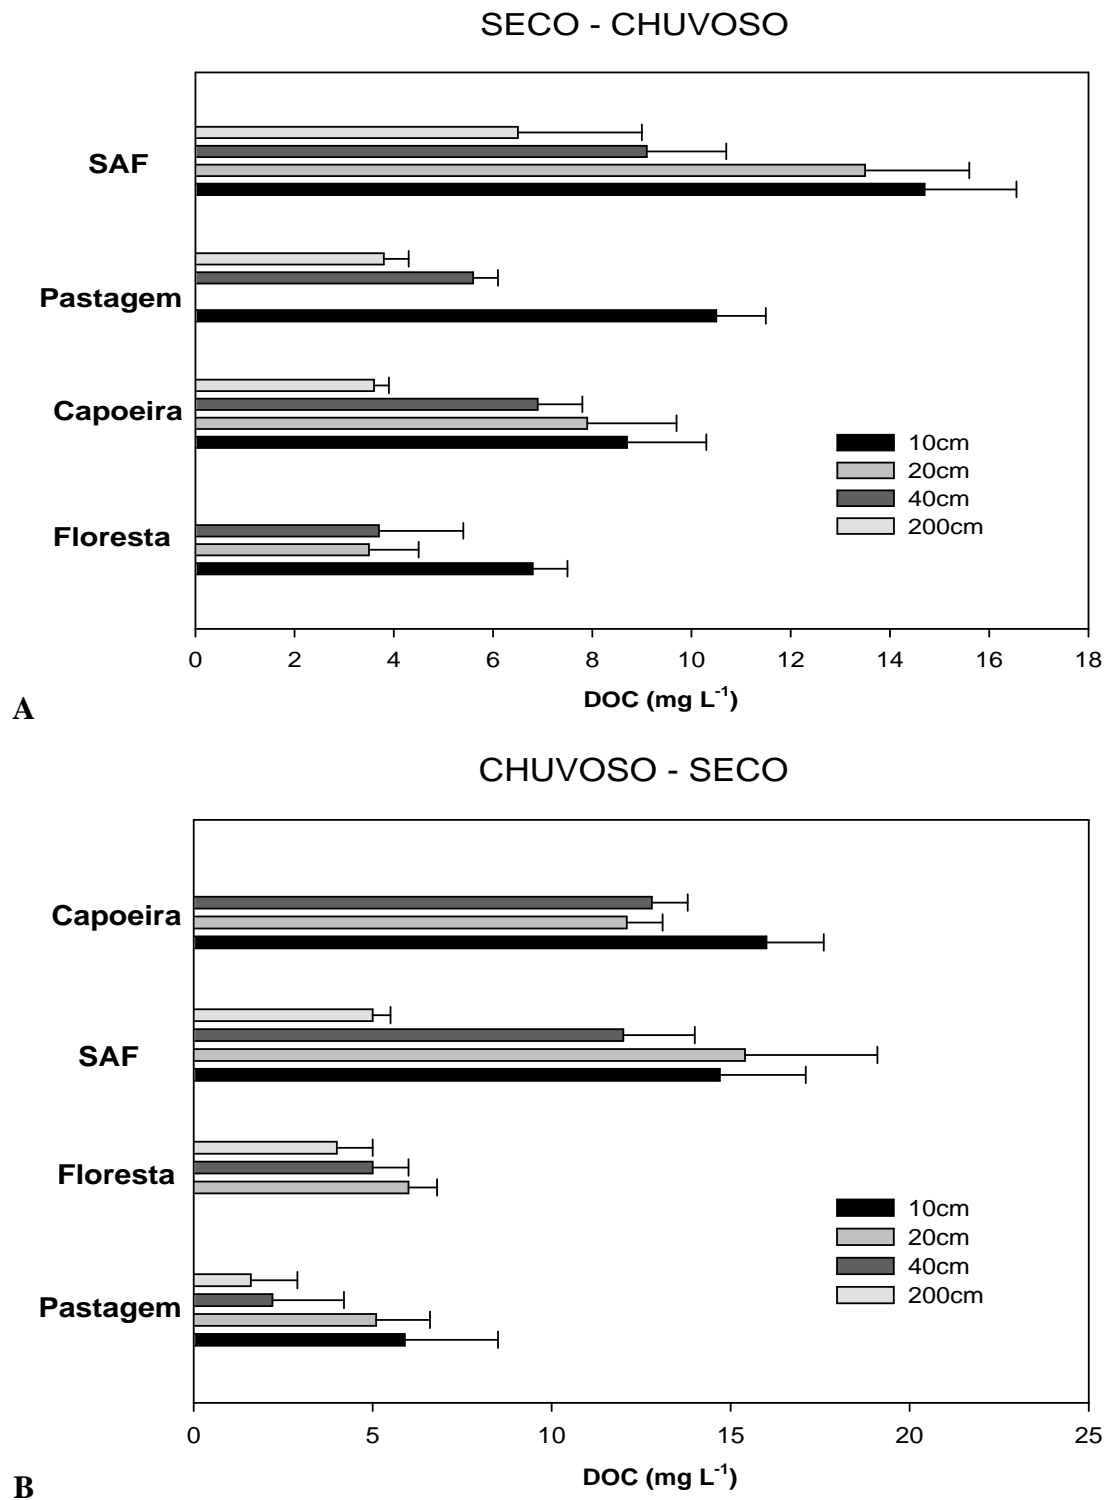 SECO - CHUVOSO
SAF
Pastagem
Capoeira
Floresta
10cm
20cm
40cm
200cm
0 2 4 6 8 10 12 14 16 18
DOC (mg L⁻¹)
A
CHUVOSO - SECO
Capoeira
SAF
Floresta
Pastagem
10cm
20cm
40cm
200cm
0 5 10 15 20 25
DOC (mg L⁻¹)
B